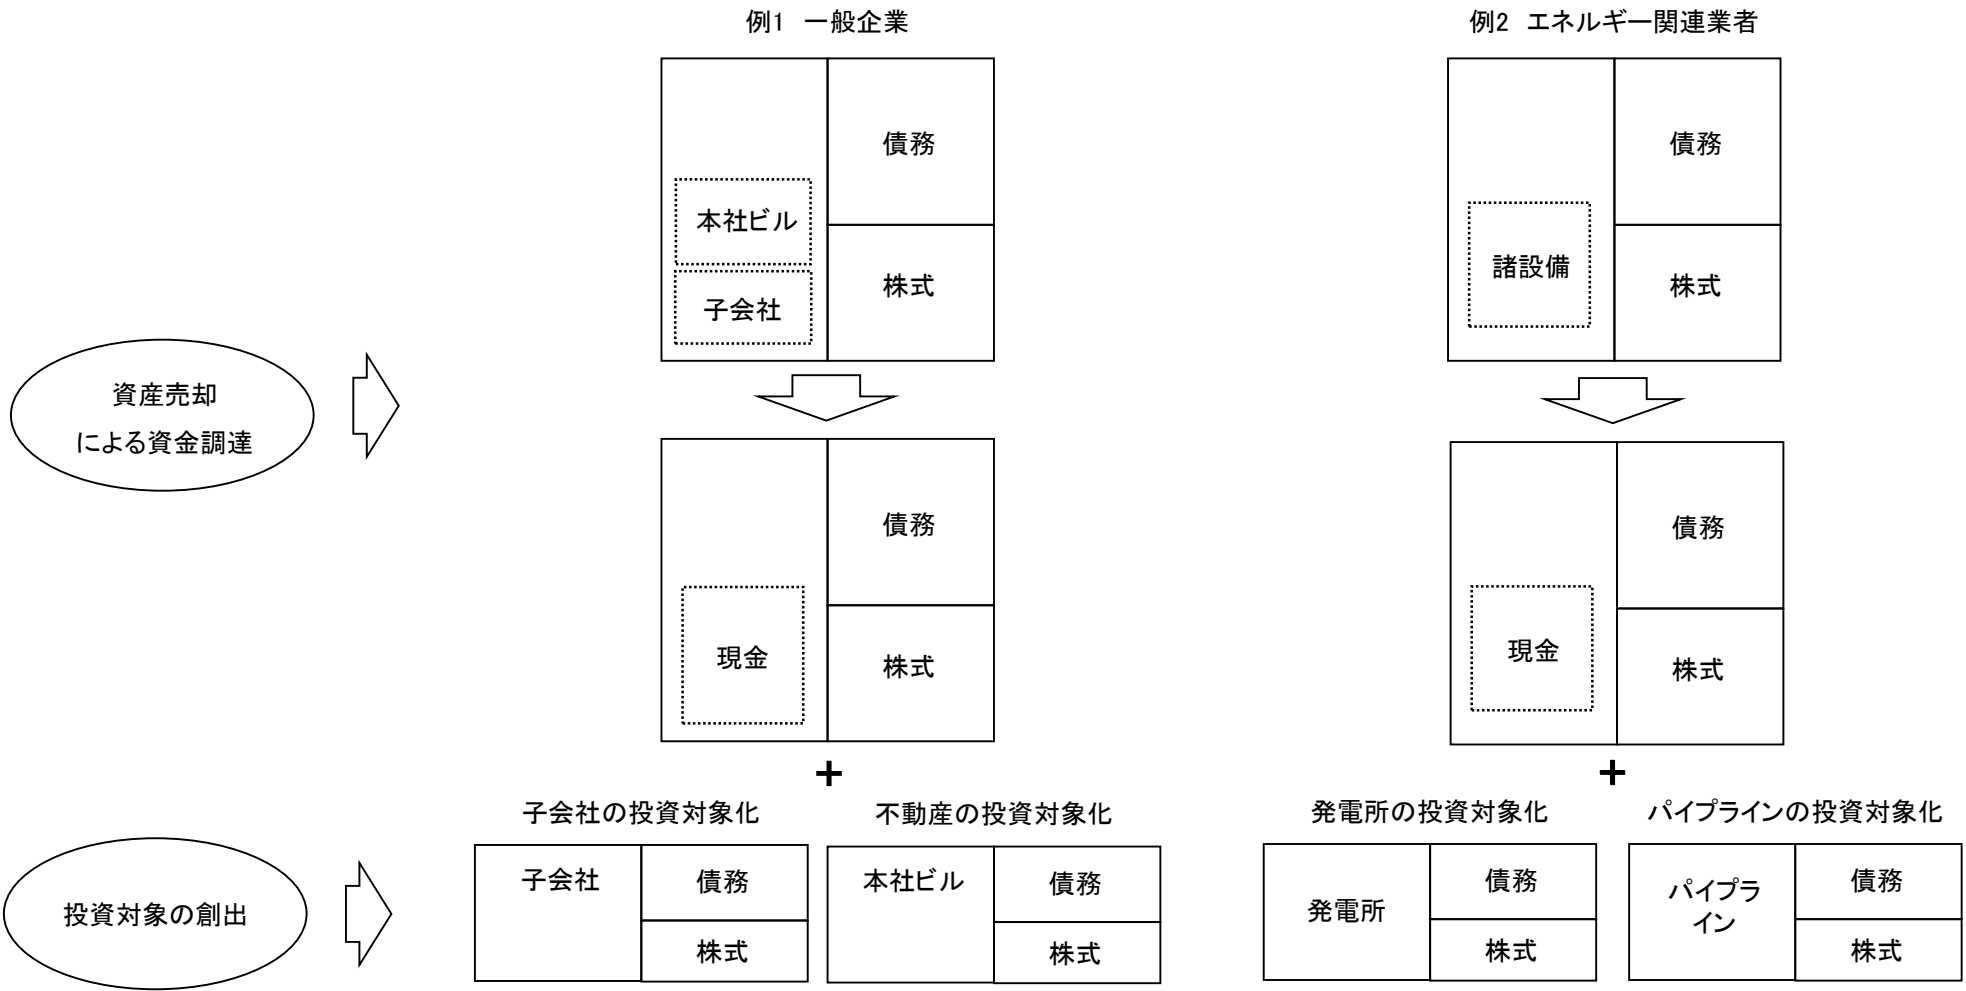 例1 一般企業
例2 エネルギー関連業者
債務
本社ビル
子会社
株式
債務
諸設備
株式
資産売却
による資金調達
債務
現金
株式
債務
現金
株式
+
+
投資対象の創出
子会社の投資対象化
子会社
債務
株式
不動産の投資対象化
本社ビル
債務
株式
発電所の投資対象化
発電所
債務
株式
パイプラインの投資対象化
パイプラ
イン
債務
株式